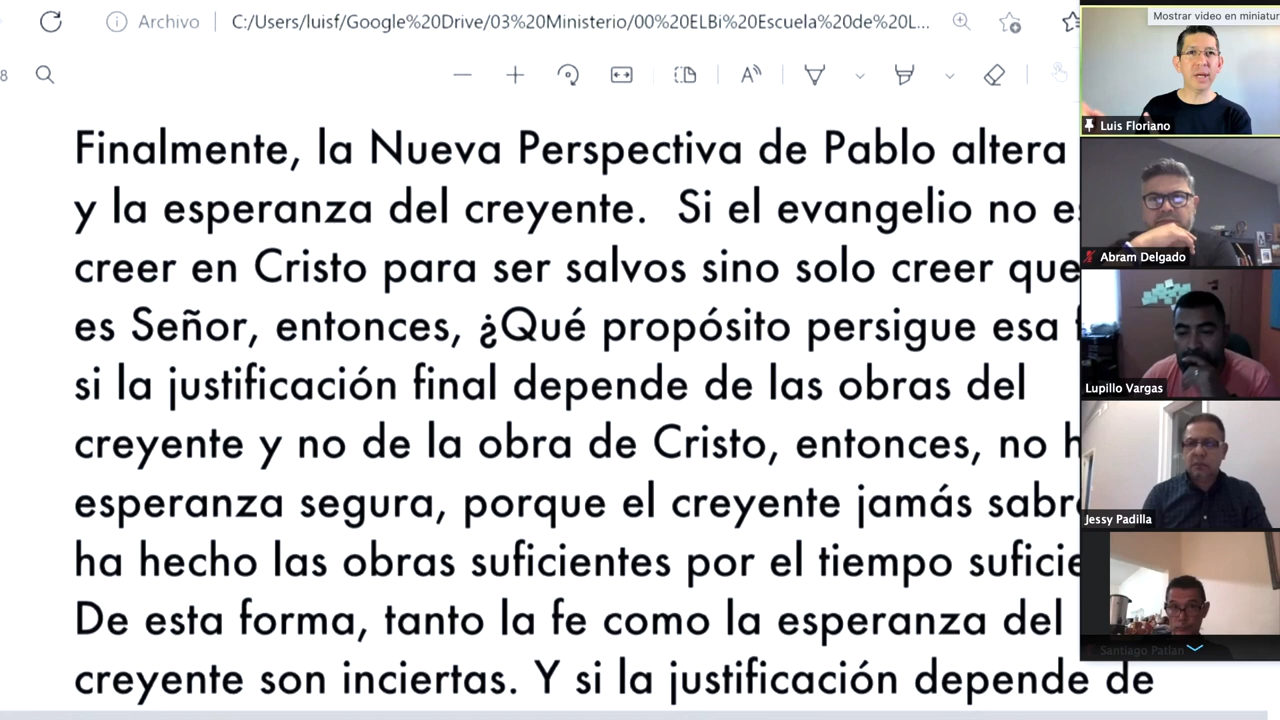 Archivo
C:/Users/luisf/Google%20Drive/03%20Ministerio/00%20ELBi%20Escuela%20de%20L...
8
Finalmente, la Nueva Perspectiva de Pablo altera
y la esperanza del creyente. Si el evangelio no
creer en Cristo para ser salvos sino solo creer que
es Señor, entonces, ¿Qué propósito persigue esa
si la justificación final depende de las obras del
creyente y no de la obra de Cristo, entonces, no
esperanza segura, porque el creyente jamás
ha hecho las obras suficientes por el tiempo
De esta forma, tanto la fe como la esperanza del
creyente son inciertas. Y si la justificación depende de
Mostrar video en miniatur
Luis Floriano
Abram Delgado
Lupillo Vargas
Jessy Padilla
Santiago Patlan